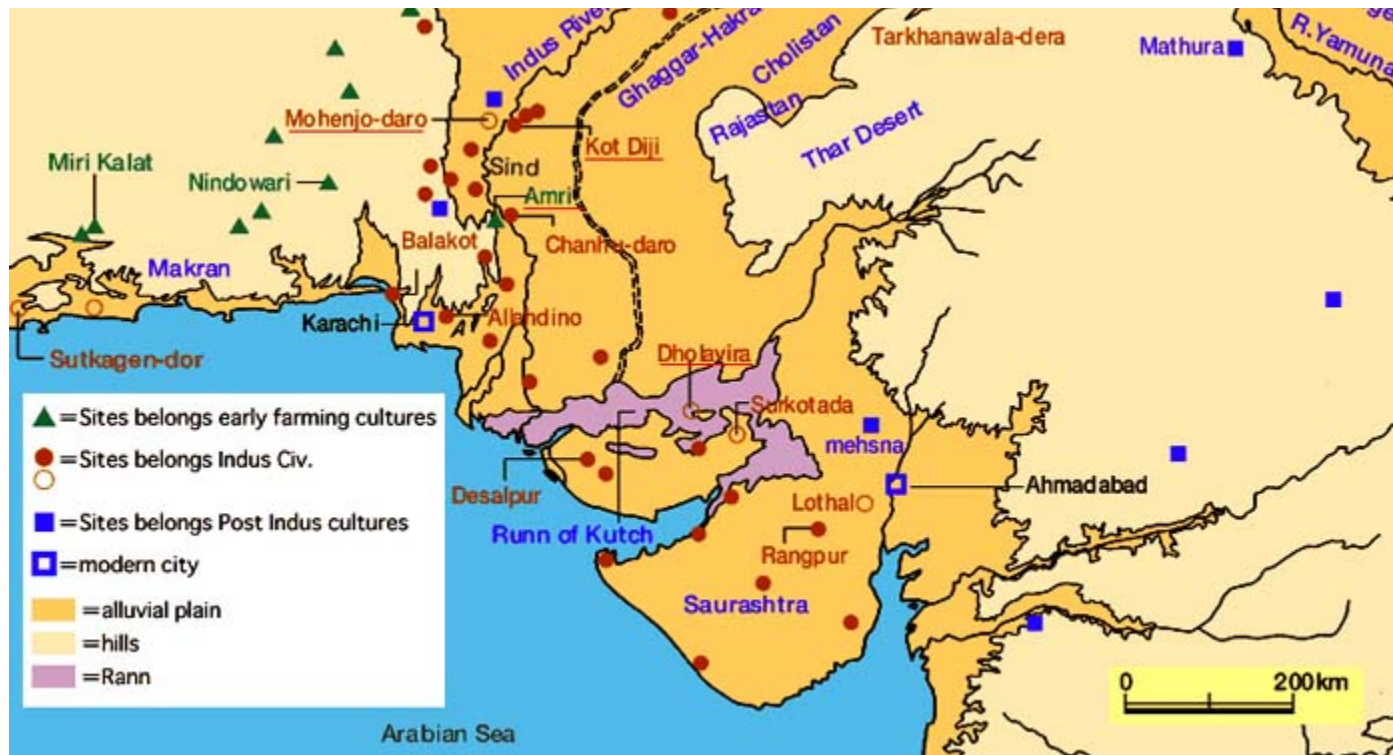 Tarkhanawala-dera
Mathura
R.Yamuna
Indus River
Ghaggar-Hakra
Cholistan
Rajastan
Thar Desert
Mohenjo-daro
Kot Diji
Miri Kalat
Nindowari
Sind
Amri
Balakot
Chanhu-daro
Makran
Karachi
Allahdino
Sutkagen-dor
Dholavira
Surkotada
mehsna
Desalpur
Lothal
Ahmadabad
Runn of Kutch
Rangpur
Saurashtra
=Sites belongs early farming cultures
=Sites belongs Indus Civ.
=Sites belongs Post Indus cultures
=modern city
=alluvial plain
=hills
=Rann
0 200km
Arabian Sea